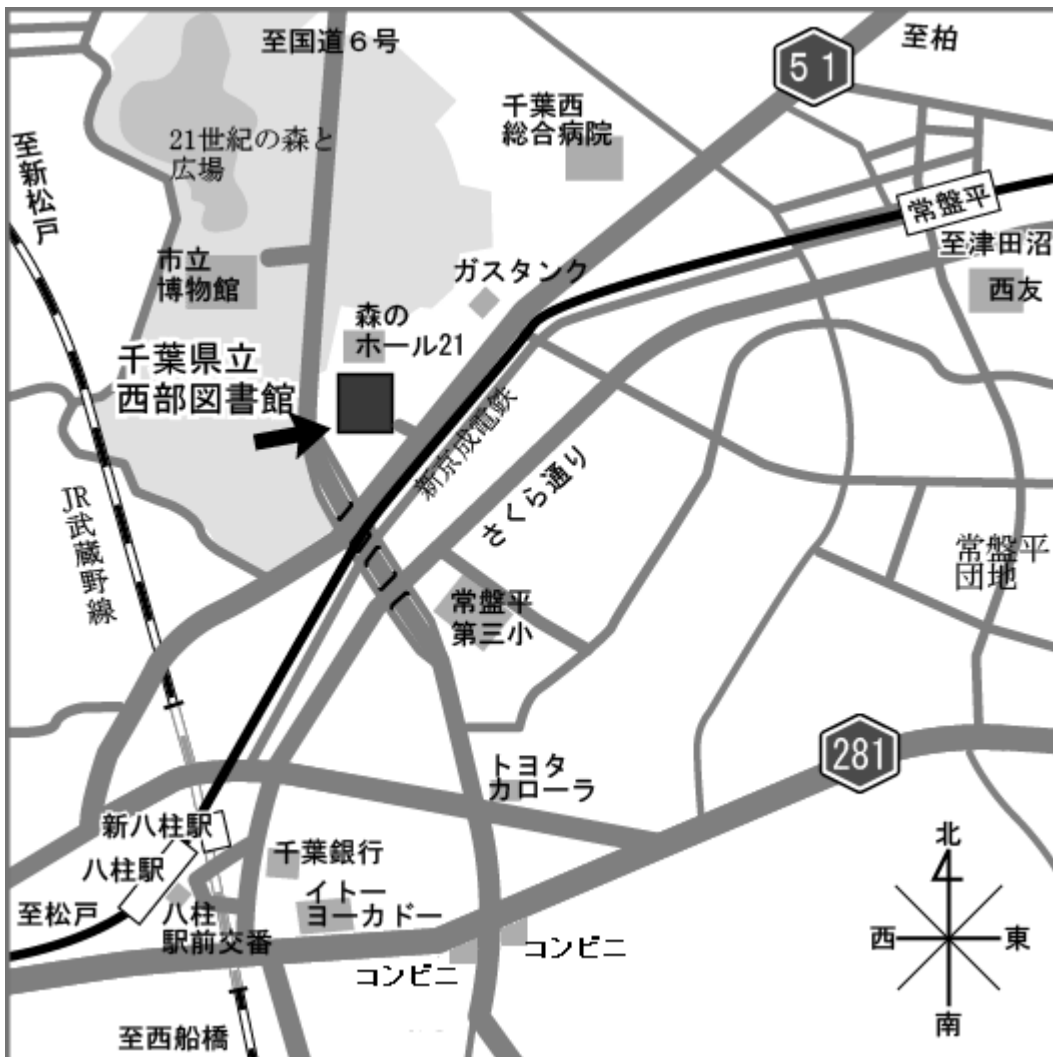 至国道6号
51
至柏
千葉西
総合病院
21世紀の森と
広場
至新松戸
常盤平
至津田沼
市立
博物館
ガスタンク
西友
森の
ホール21
千葉県立
西部図書館
新京成電鉄
さくら通り
JR武蔵野線
常盤平
団地
常盤平
第三小
281
トヨタ
カローラ
新八柱駅
八柱駅
千葉銀行
イトー
ヨーカドー
至松戸
八柱
駅前交番
コンビニ
コンビニ
至西船橋
北
西
東
南